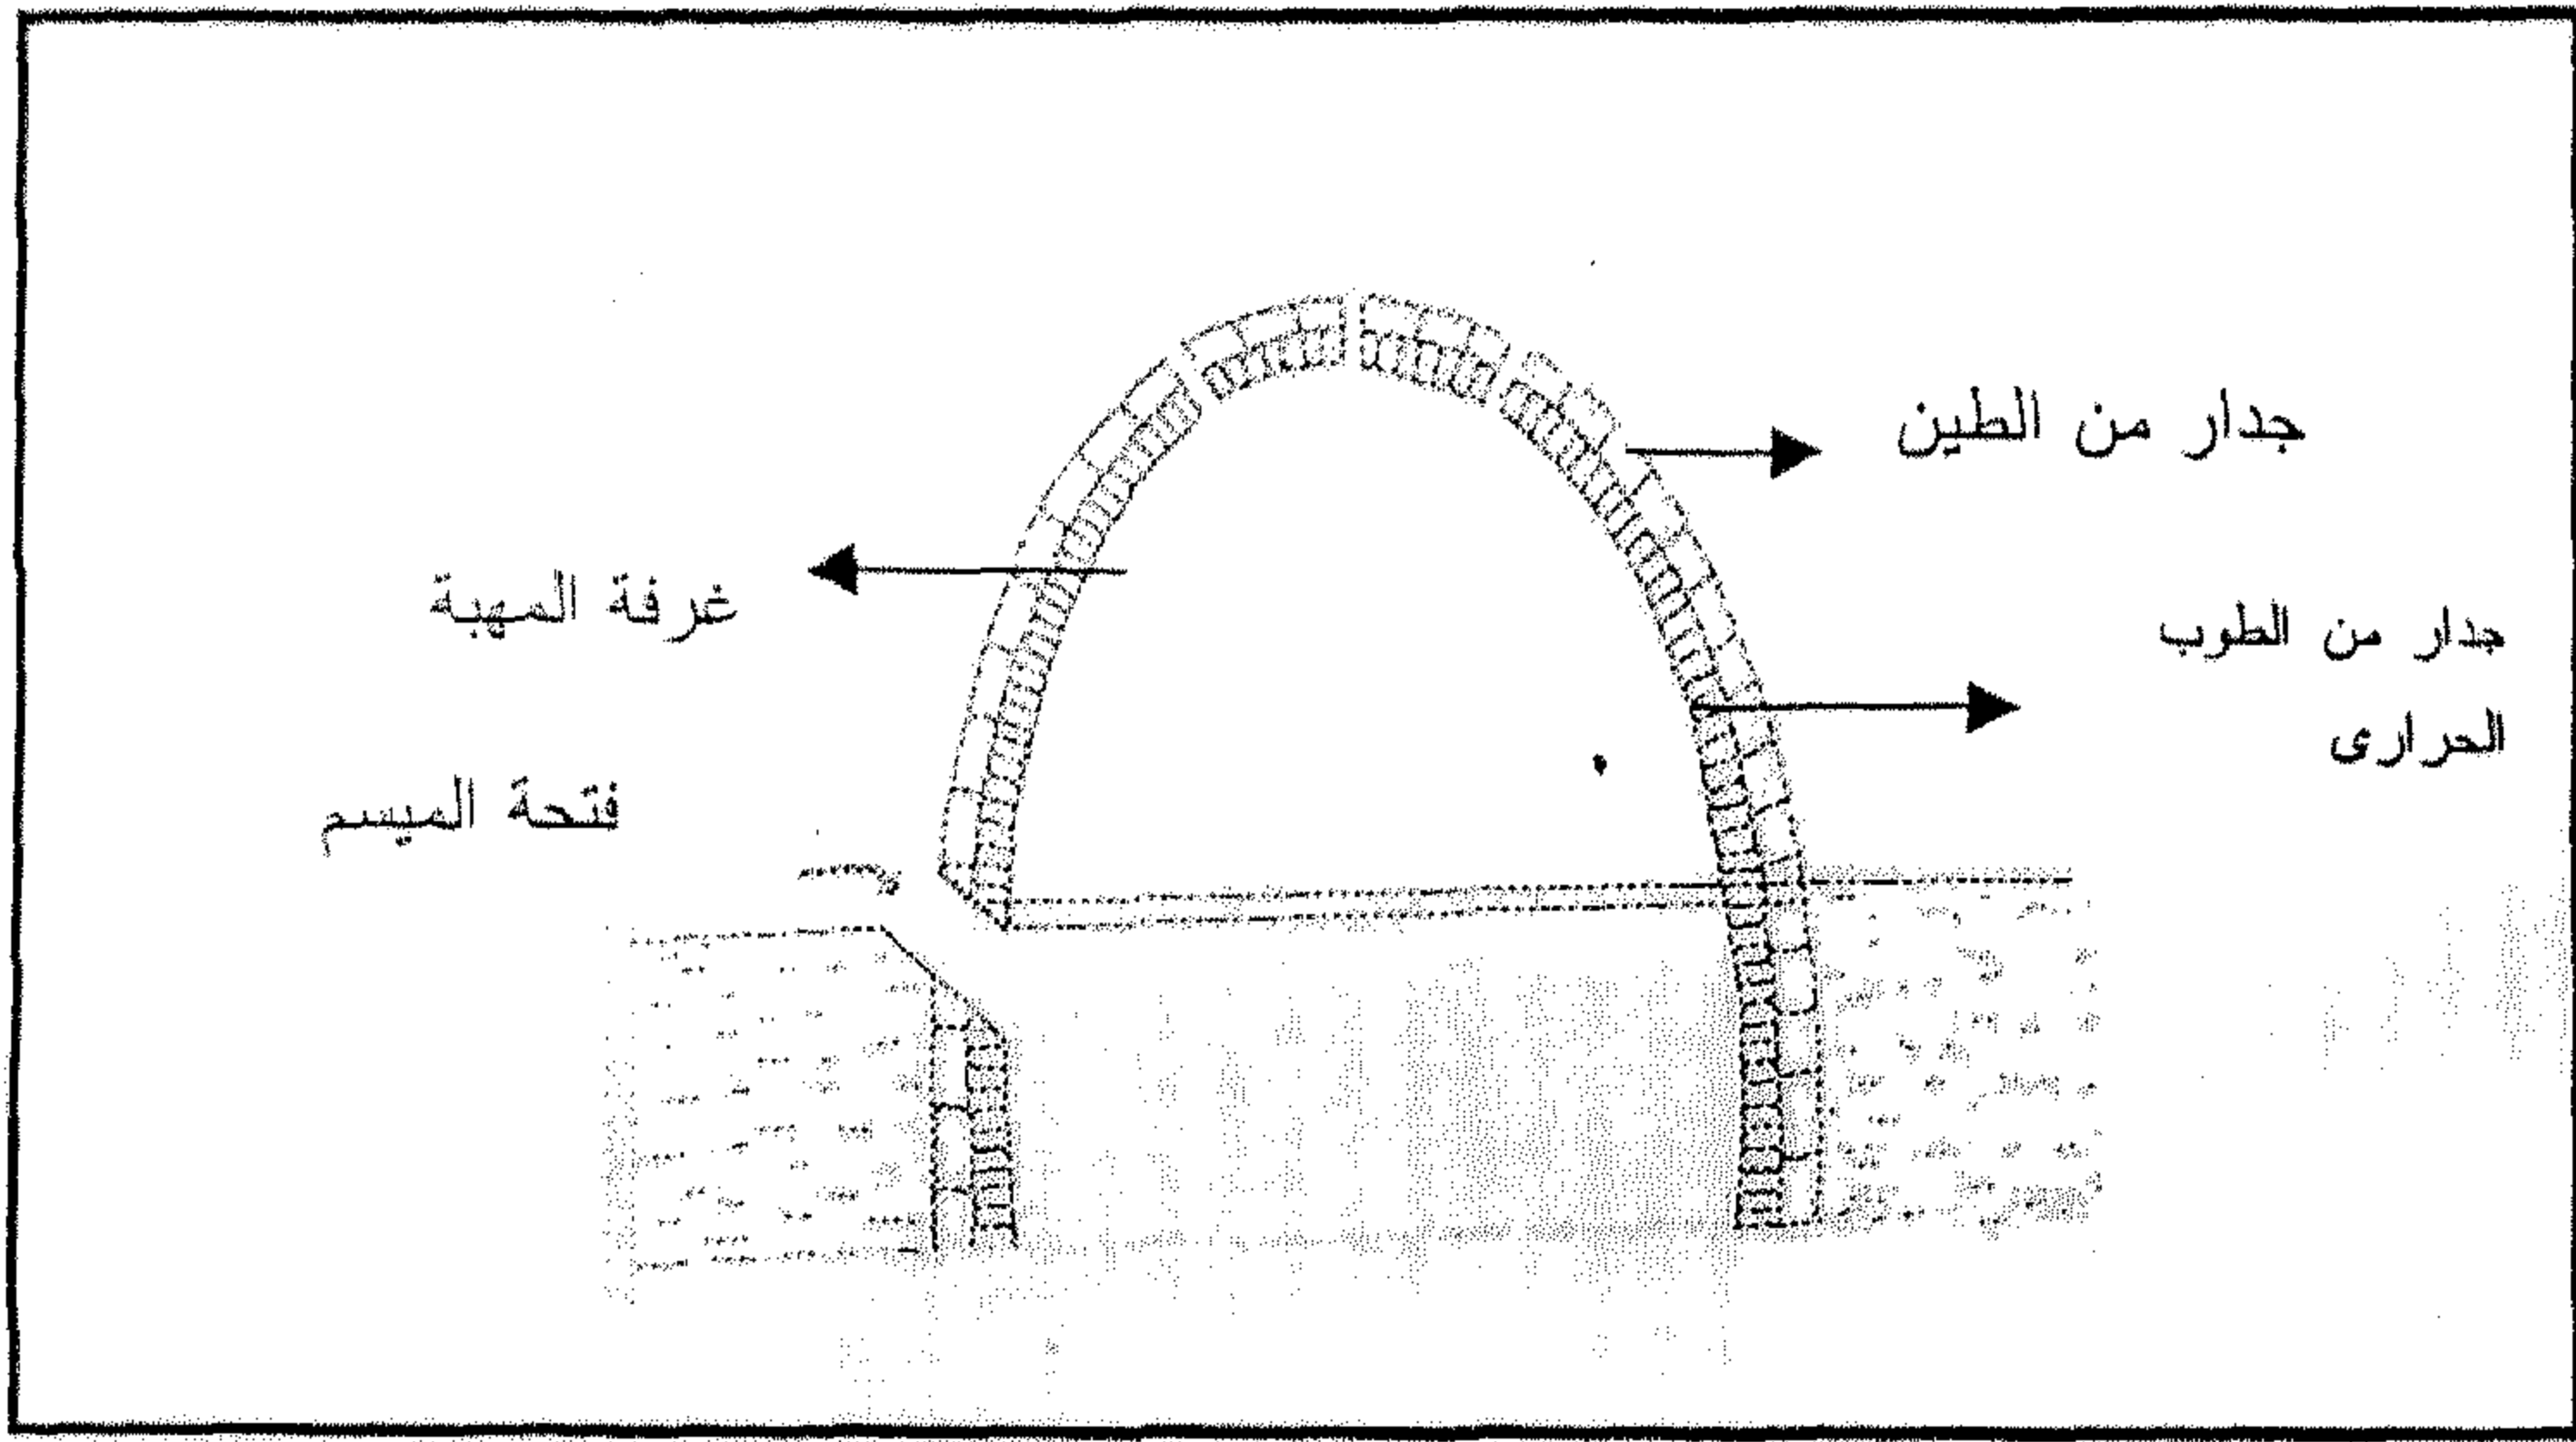 جدار من الطين
غرفة المهبة
جدار من الطوب
الحرارى
فتحة الميسم